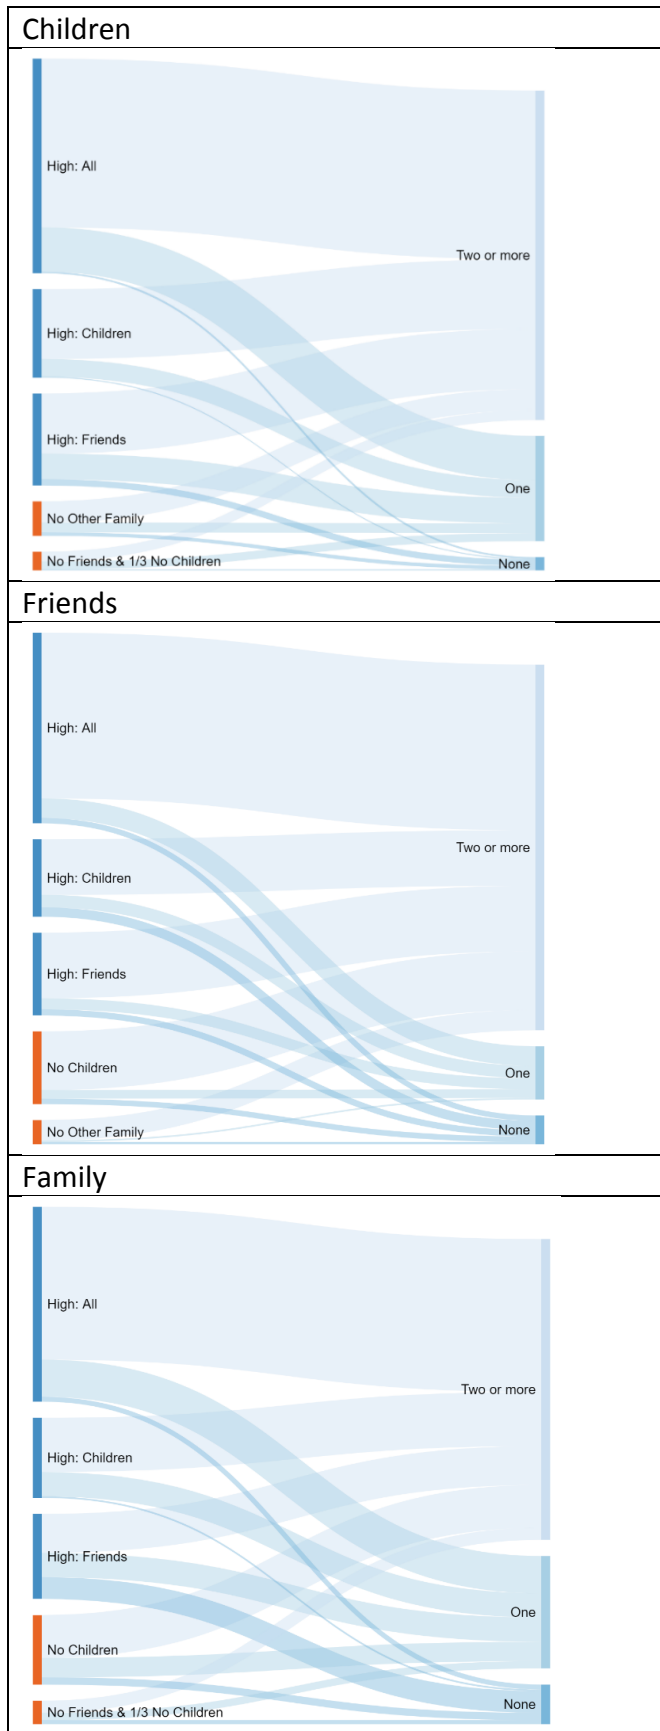 Children
High: All
Two or more
High: Children
High: Friends
One
No Other Family
No Friends & 1/3 No Children
None
Friends
High: All
Two or more
High: Children
High: Friends
No Children
One
No Other Family
None
Family
High: All
Two or more
High: Children
High: Friends
One
No Children
None
No Friends & 1/3 No Children